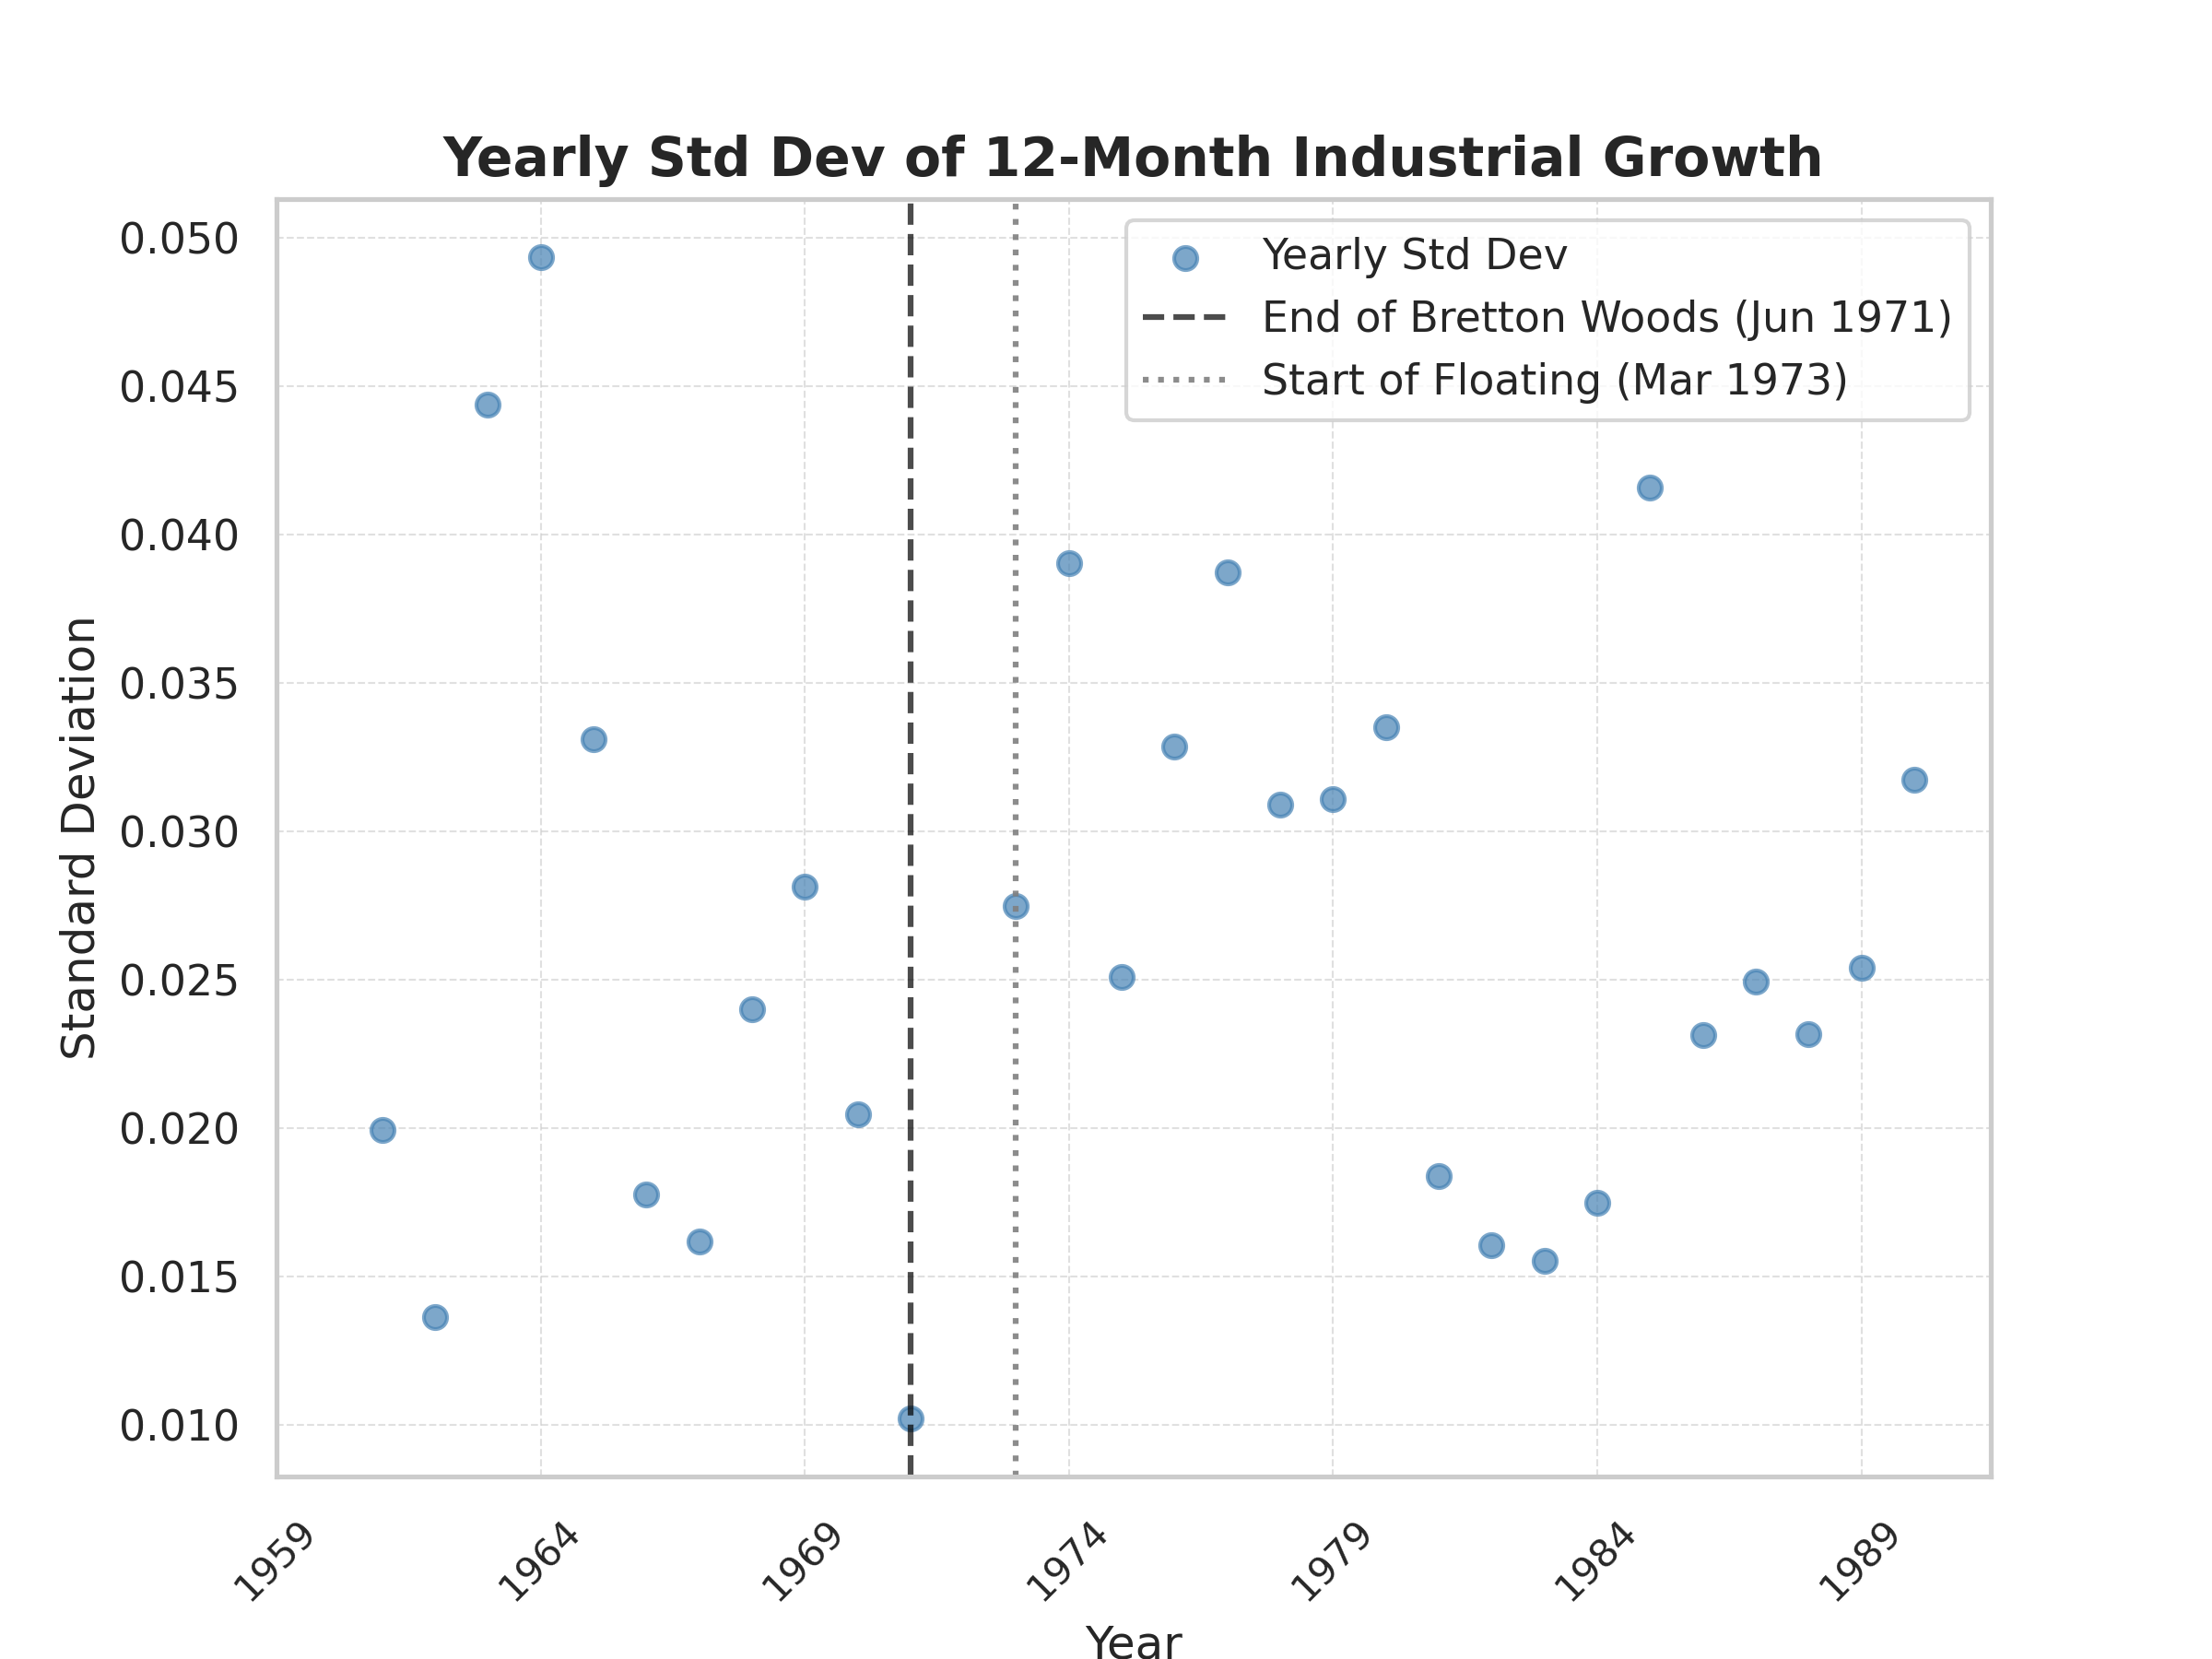 Yearly Std Dev of 12-Month Industrial Growth
Yearly Std Dev
End of Bretton Woods (Jun 1971)
Start of Floating (Mar 1973)
Standard Deviation
0.050
0.045
0.040
0.035
0.030
0.025
0.020
0.015
0.010
1959 1964 1969 1974 1979 1984 1989
Year